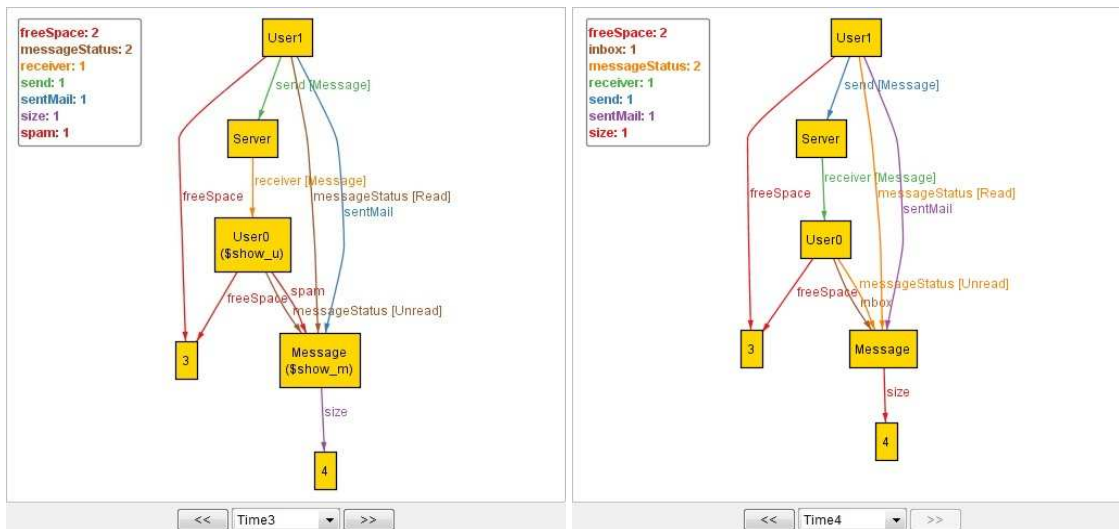 freeSpace: 2
messageStatus: 2
receiver: 1
send: 1
sentMail: 1
size: 1
spam: 1
User1
send [Message]
Server
receiver [Message]
freeSpace
messageStatus [Read]
sentMail
User0
($show_u)
spam
freeSpace
messageStatus [Unread]
3
Message
($show_m)
size
4
<<
Time3
>>
freeSpace: 2
inbox: 1
messageStatus: 2
receiver: 1
send: 1
sentMail: 1
size: 1
User1
send [Message]
Server
receiver [Message]
freeSpace
messageStatus [Read]
sentMail
User0
messageStatus [Unread]
freeSpace
inbox
3
Message
size
4
<<
Time4
>>